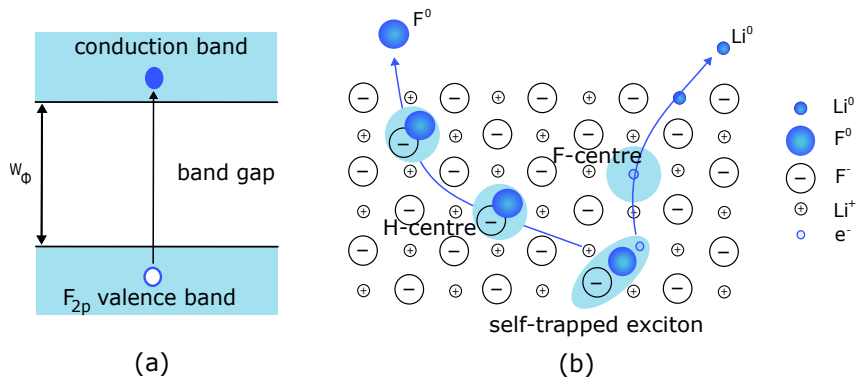 conduction band
W_Φ
band gap
F_2p valence band
(a)
F⁰
Li⁰
F-centre
H-centre
self-trapped exciton
(b)
Li⁰
F⁰
F⁻
Li⁺
e⁻